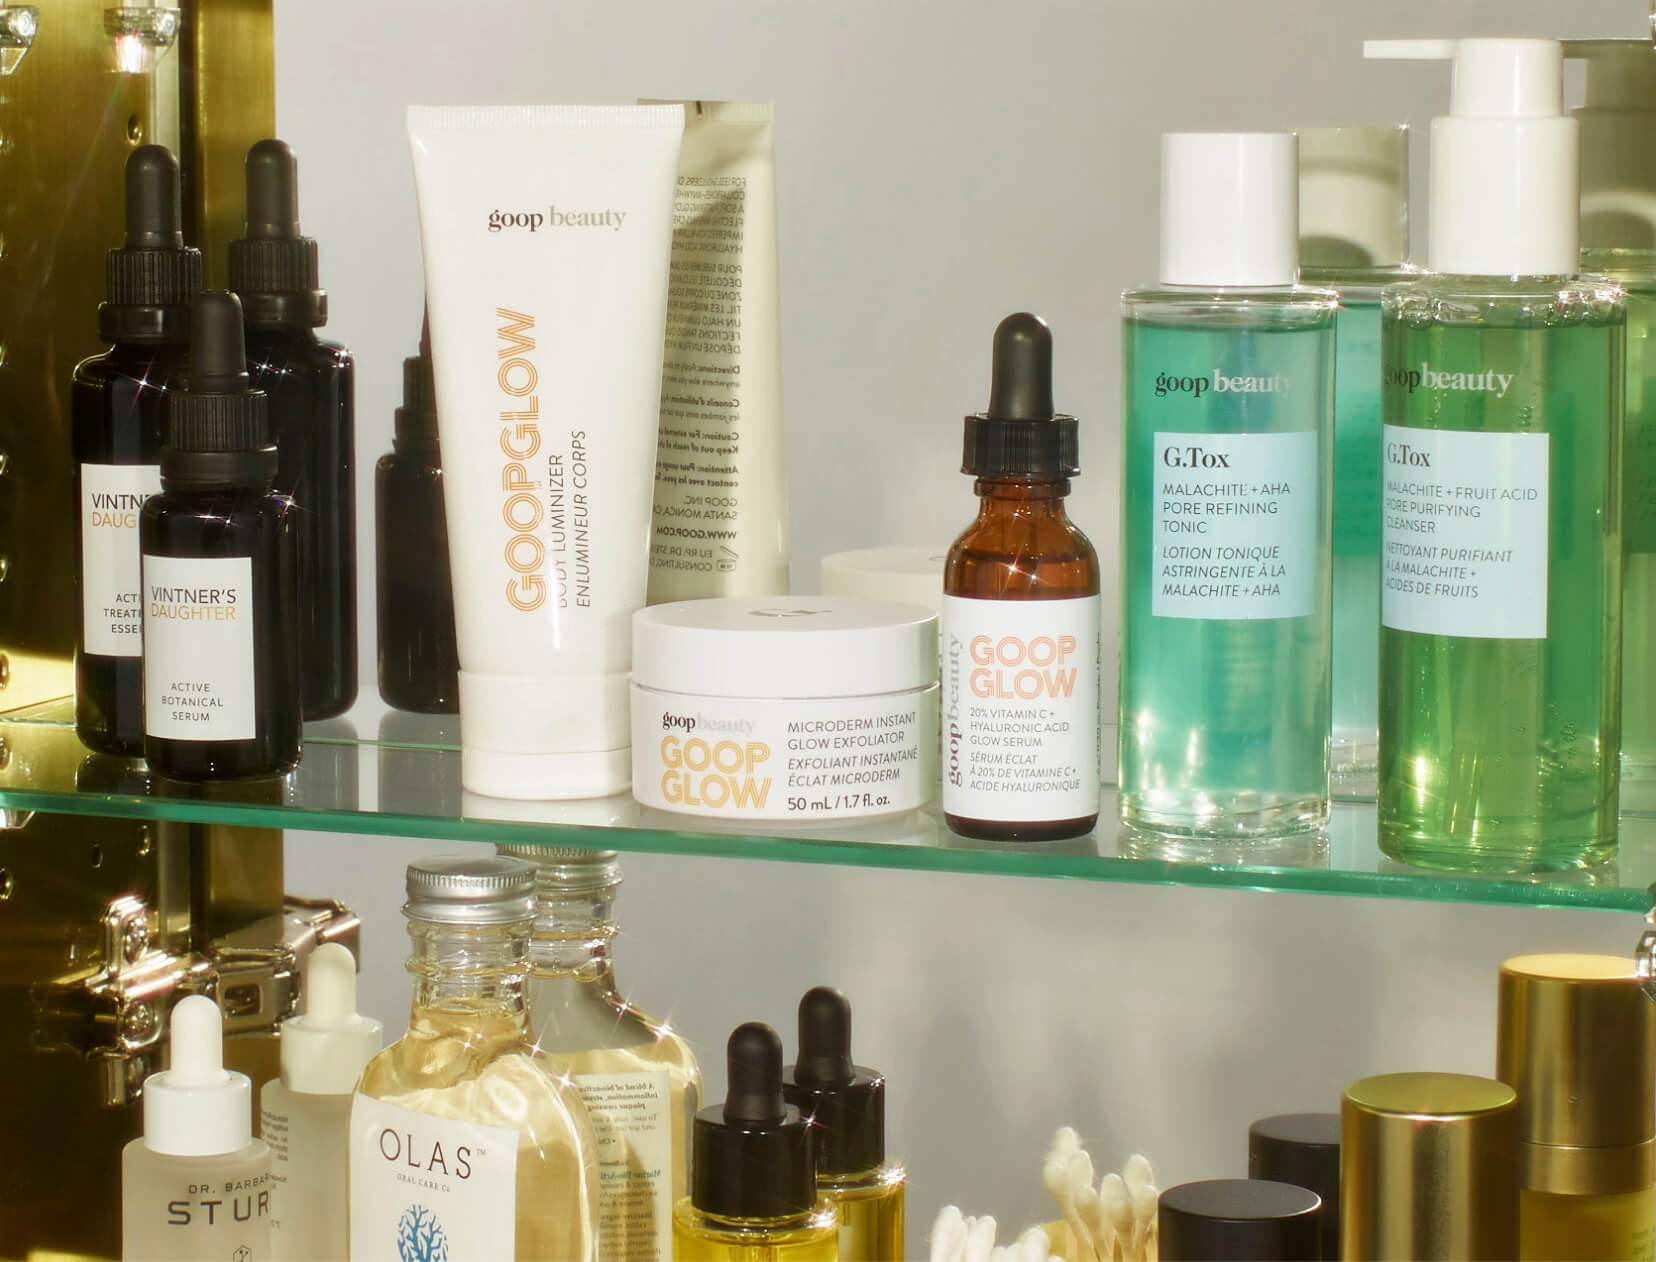 goop beauty
GOOPGLOW
BODY LUMINIZER
ENLUMINEUR CORPS
VINTNER'S
DAUGHTER
ACTIVE
BOTANICAL
SERUM
goop beauty
GOOP
GLOW
MICRODERM INSTANT
GLOW EXFOLIATOR
EXFOLIANT INSTANTANÉ
ÉCLAT MICRODERM
50 mL / 1.7 fl. oz.
goop beauty
GOOP
GLOW
20% VITAMIN C +
HYALURONIC ACID
GLOW SERUM
SÉRUM ÉCLAT
À 20% DE VITAMINE C +
ACIDE HYALURONIQUE
goop beauty
G.Tox
MALACHITE + AHA
PORE REFINING
TONIC
LOTION TONIQUE
ASTRINGENTE À LA
MALACHITE + AHA
goop beauty
G.Tox
MALACHITE + FRUIT ACID
PORE PURIFYING
CLEANSER
NETTOYANT PURIFIANT
À LA MALACHITE +
ACIDES DE FRUITS
DR. BARBAR
STUR
OLAS™
ORAL CARE Co